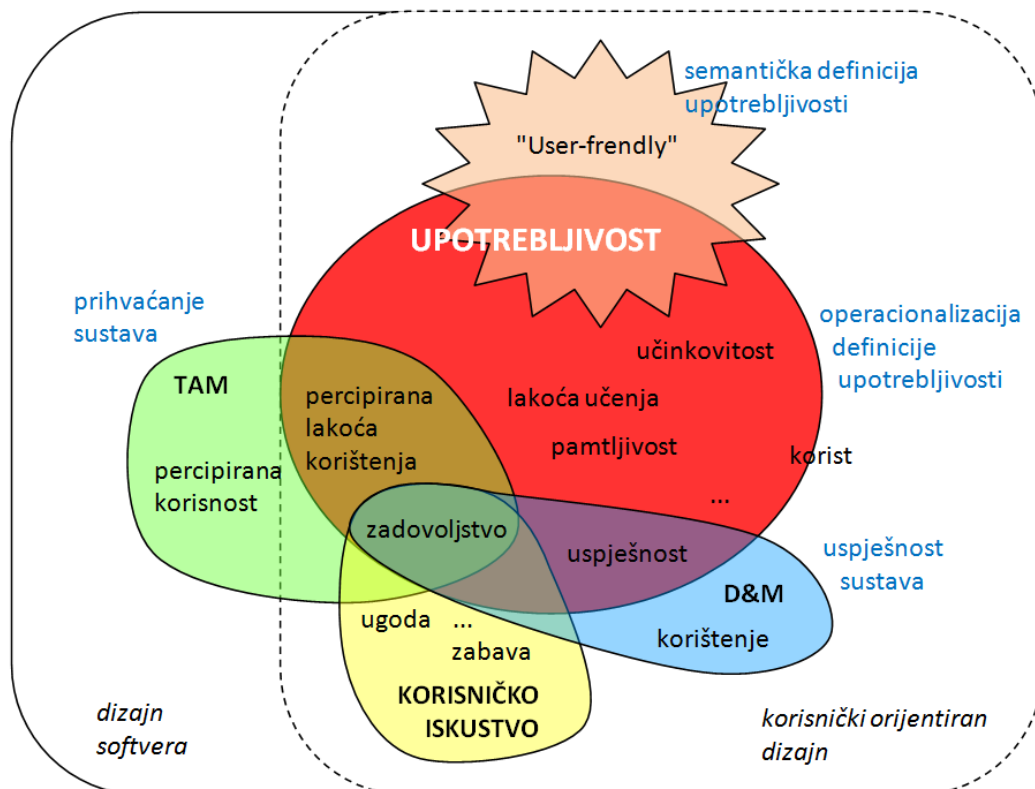 semantička definicija
upotrebljivosti
"User-frendly"
UPOTREBLJIVOST
prihvaćanje
sustava
operacionalizacija
definicije
upotrebljivosti
učinkovitost
TAM
percipirana
lakoća
korištenja
lakoća učenja
pamtljivost
korist
percipirana
korisnost
...
zadovoljstvo
uspješnost
uspješnost
sustava
D&M
ugoda ...
zabava
korištenje
KORISNIČKO
ISKUSTVO
dizajn
softvera
korisnički orijentiran
dizajn